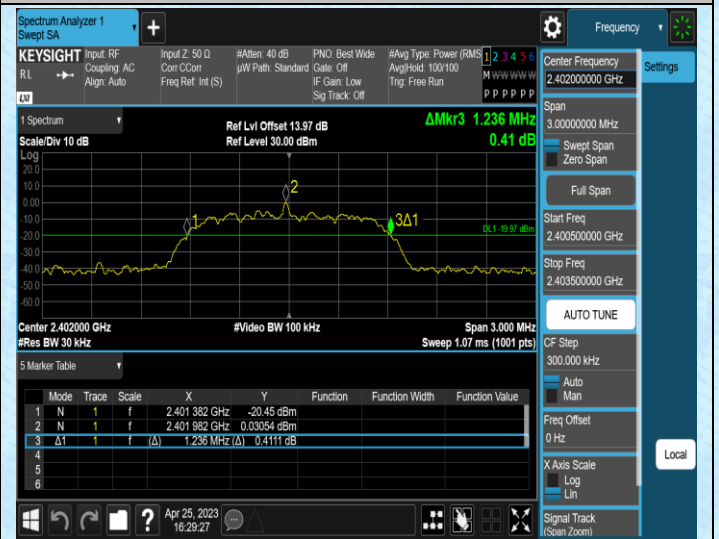 Spectrum Analyzer 1
Swept SA
+
Frequency
KEYSIGHT
RL
Input: RF
Coupling: AC
Align: Auto
Input Z: 50 Ω
Corr CCorr
Freq Ref: Int (S)
#Atten: 40 dB
µW Path: Standard
PNO: Best Wide
Gate: Off
IF Gain: Low
Sig Track: Off
#Avg Type: Power (RMS
Avg|Hold: 100/100
Trig: Free Run
1 2 3 4 5 6
M W W W W W
P P P P P P
LXI
1 Spectrum
Scale/Div 10 dB
Ref Lvl Offset 13.97 dB
Ref Level 30.00 dBm
ΔMkr3 1.236 MHz
0.41 dB
Log
20.0
10.0
0.00
-10.0
-20.0
-30.0
-40.0
-50.0
-60.0
1
2
3Δ1
DL1 -19.97 dBm
Center 2.402000 GHz
#Video BW 100 kHz
Span 3.000 MHz
#Res BW 30 kHz
Sweep 1.07 ms (1001 pts)
5 Marker Table
Mode Trace Scale X Y Function Function Width Function Value
1 N 1 f 2.401 382 GHz -20.45 dBm
2 N 1 f 2.401 982 GHz 0.03054 dBm
3 Δ1 1 f (Δ) 1.236 MHz (Δ) 0.4111 dB
4
5
6
?
Apr 25, 2023
16:29:27
Center Frequency
2.402000000 GHz
Settings
Span
3.00000000 MHz
Swept Span
Zero Span
Full Span
Start Freq
2.400500000 GHz
Stop Freq
2.403500000 GHz
AUTO TUNE
CF Step
300.000 kHz
Auto
Man
Freq Offset
0 Hz
X Axis Scale
Log
Lin
Local
Signal Track
(Span Zoom)